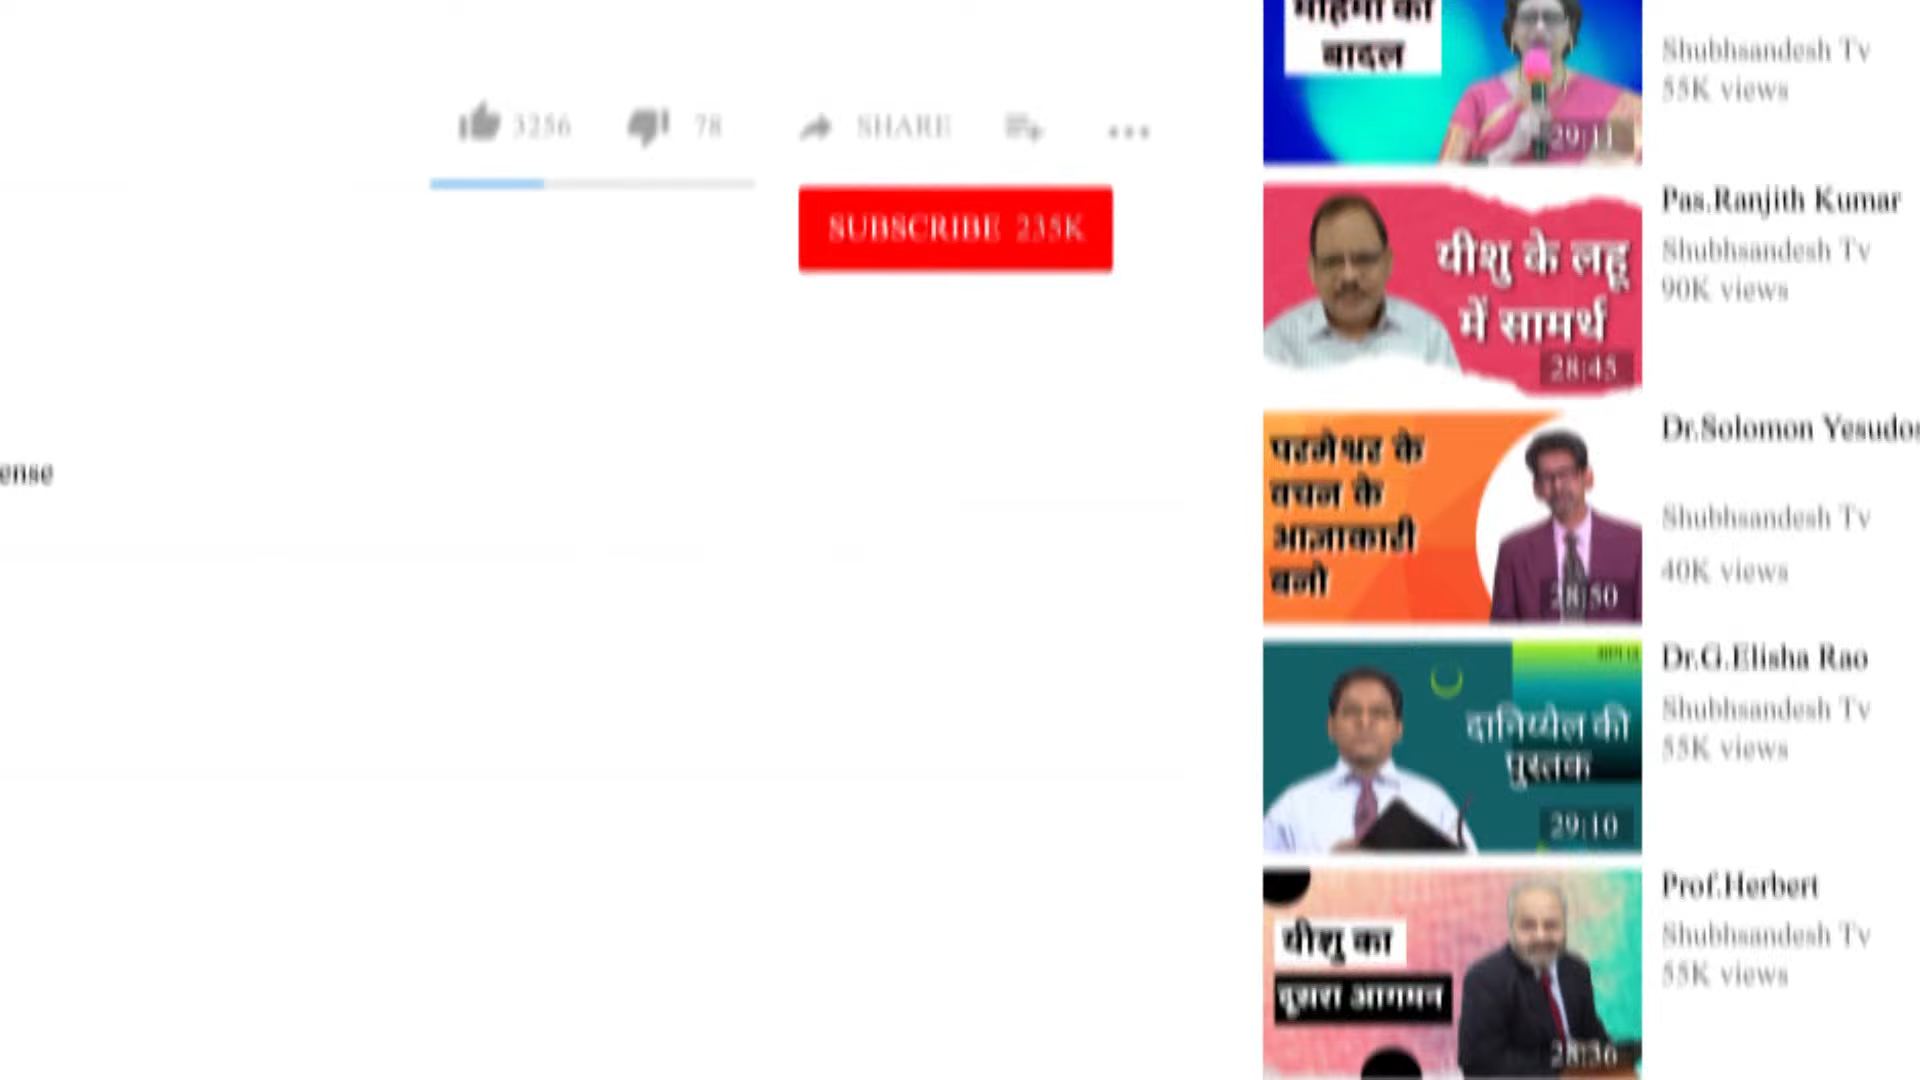 महिमा का
बादल
29:11
Shubhsandesh Tv
55K views
3256
78
SHARE
SUBSCRIBE 235K
यीशु के लहू
में सामर्थ
28:45
Pas.Ranjith Kumar
Shubhsandesh Tv
90K views
ense
परमेश्वर के
वचन के
आज्ञाकारी
बनो
28:50
Dr.Solomon Yesudos
Shubhsandesh Tv
40K views
दानिय्येल की
पुस्तक
29:10
Dr.G.Elisha Rao
Shubhsandesh Tv
55K views
यीशु का
दूसरा आगमन
28:36
Prof.Herbert
Shubhsandesh Tv
55K views